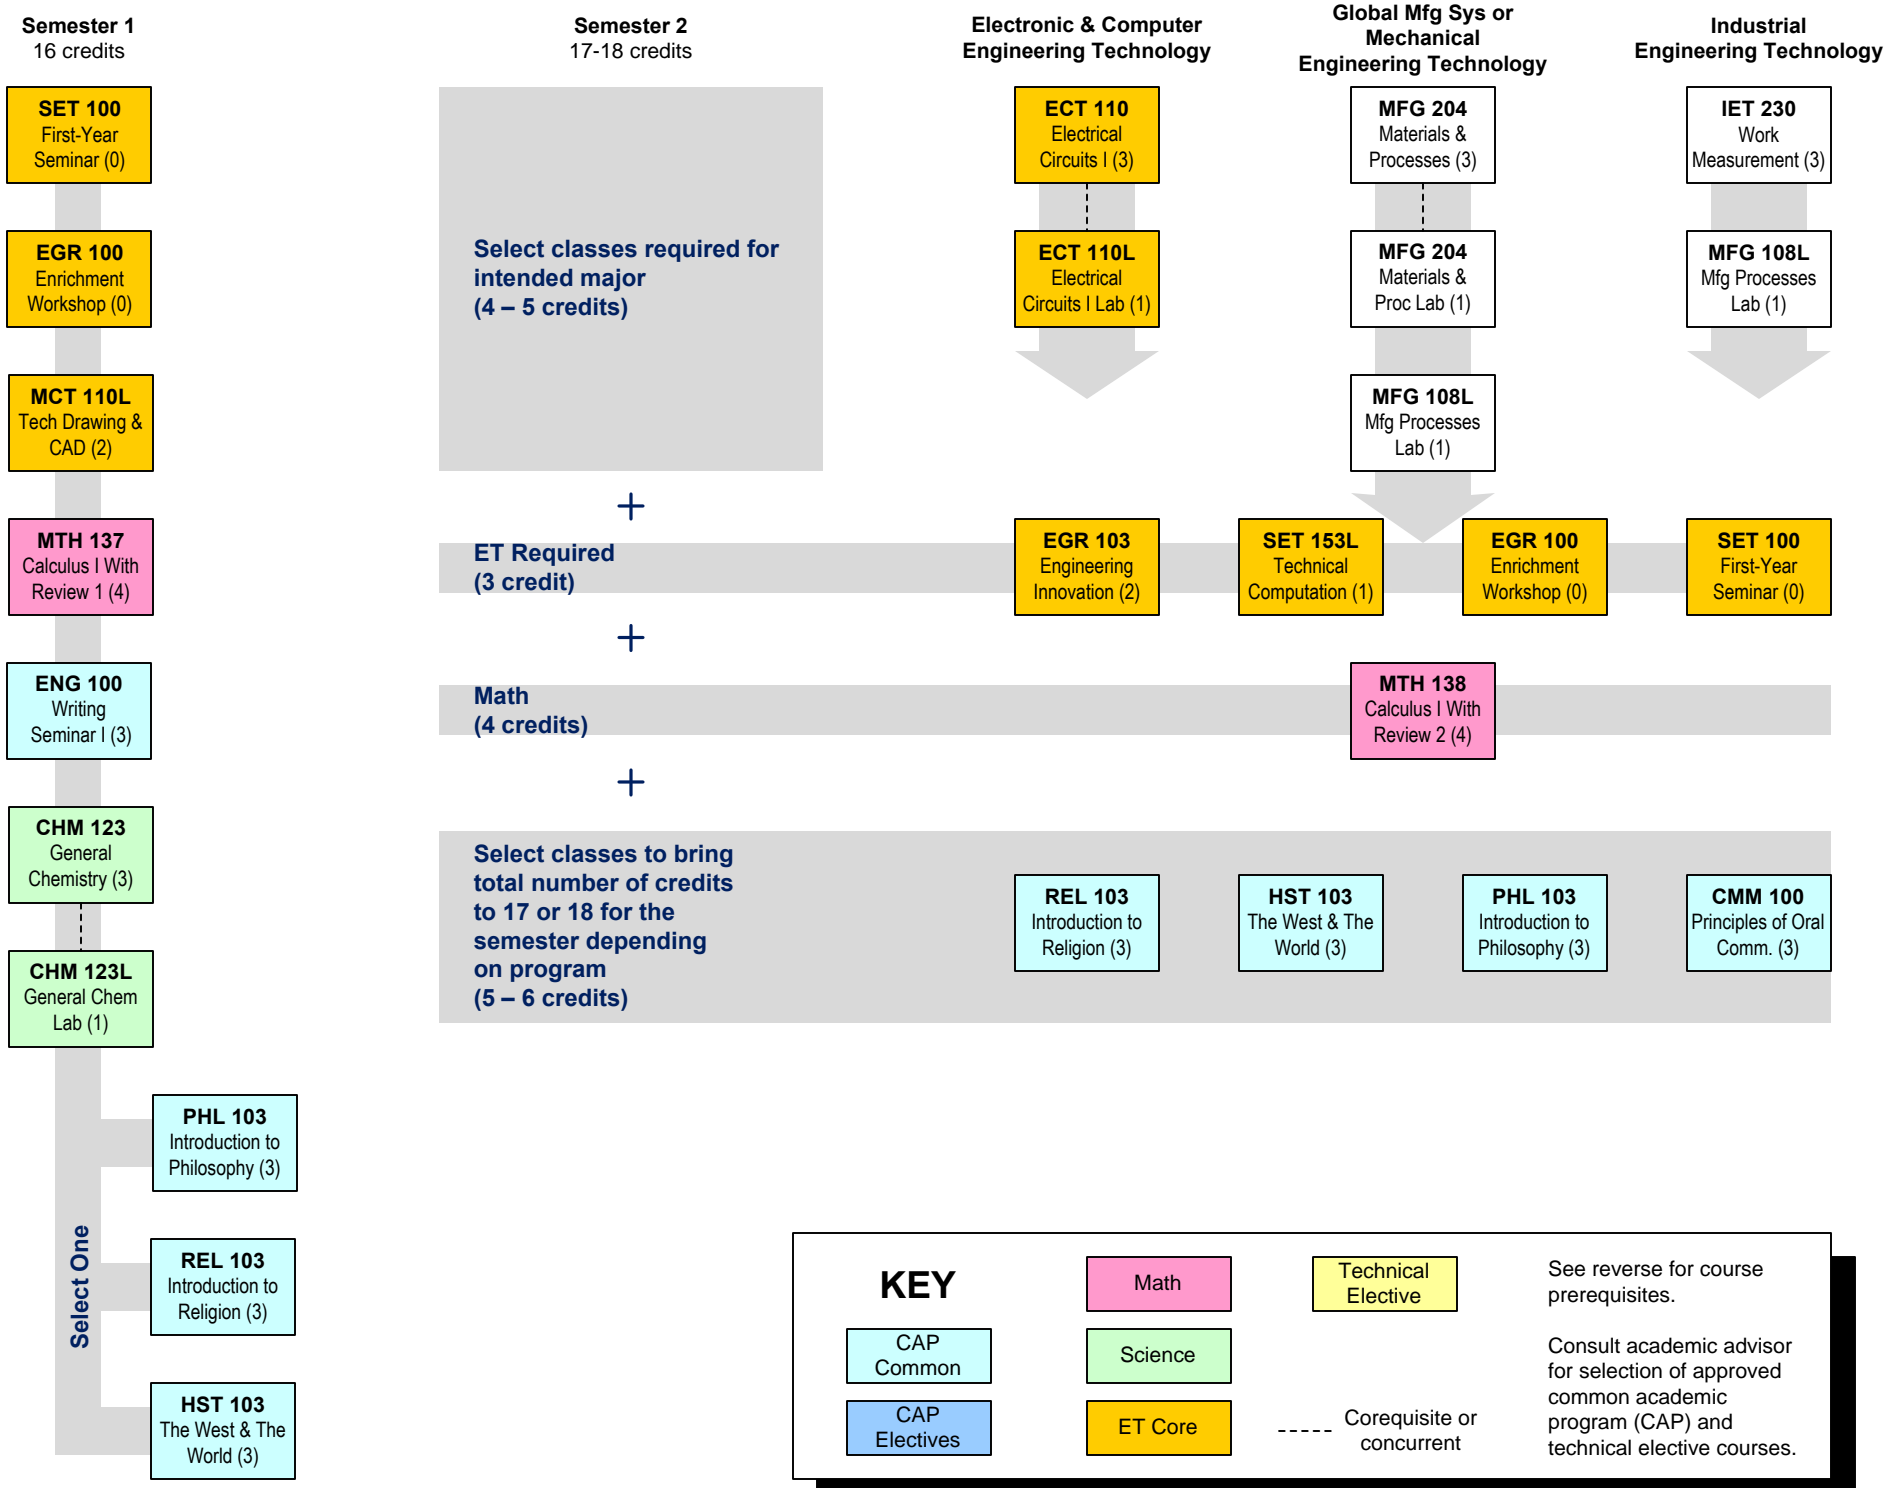 Semester 1
16 credits
SET 100
First-Year
Seminar (0)
EGR 100
Enrichment
Workshop (0)
MCT 110L
Tech Drawing &
CAD (2)
MTH 137
Calculus I With
Review 1 (4)
ENG 100
Writing
Seminar I (3)
CHM 123
General
Chemistry (3)
CHM 123L
General Chem
Lab (1)
Select One
PHL 103
Introduction to
Philosophy (3)
REL 103
Introduction to
Religion (3)
HST 103
The West & The
World (3)
Semester 2
17-18 credits
Select classes required for
intended major
(4 – 5 credits)
Electronic & Computer
Engineering Technology
ECT 110
Electrical
Circuits I (3)
ECT 110L
Electrical
Circuits I Lab (1)
Global Mfg Sys or
Mechanical
Engineering Technology
MFG 204
Materials &
Processes (3)
MFG 204
Materials &
Proc Lab (1)
MFG 108L
Mfg Processes
Lab (1)
Industrial
Engineering Technology
IET 230
Work
Measurement (3)
MFG 108L
Mfg Processes
Lab (1)
+
ET Required
(3 credit)
EGR 103
Engineering
Innovation (2)
SET 153L
Technical
Computation (1)
EGR 100
Enrichment
Workshop (0)
SET 100
First-Year
Seminar (0)
+
Math
(4 credits)
MTH 138
Calculus I With
Review 2 (4)
+
Select classes to bring
total number of credits
to 17 or 18 for the
semester depending
on program
(5 – 6 credits)
REL 103
Introduction to
Religion (3)
HST 103
The West & The
World (3)
PHL 103
Introduction to
Philosophy (3)
CMM 100
Principles of Oral
Comm. (3)
KEY
CAP
Common
CAP
Electives
Math
Science
ET Core
Technical
Elective
Corequisite or
concurrent
See reverse for course
prerequisites.
Consult academic advisor
for selection of approved
common academic
program (CAP) and
technical elective courses.